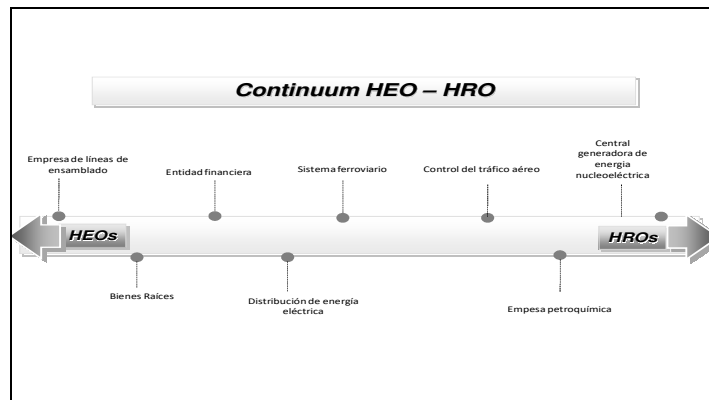 Continuum HEO – HRO
Empresa de líneas de
ensamblado
Entidad financiera
Sistema ferroviario
Control del tráfico aéreo
Central
generadora de
energia
nucleoeléctrica
HEOs
HROs
Bienes Raíces
Distribución de energía
eléctrica
Empesa petroquímica